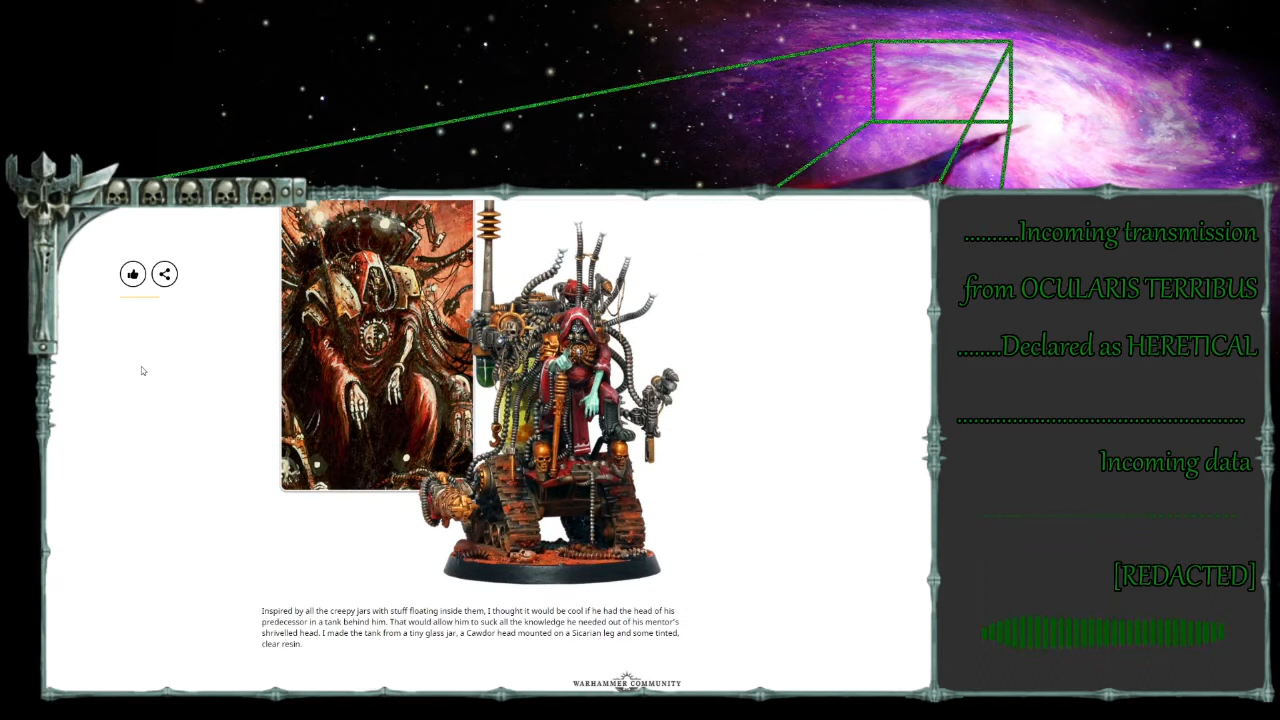 ..........Incoming transmission
from OCULARIS TERRIBUS
........Declared as HERETICAL
....................................................
Incoming data
[REDACTED]
Inspired by all the creepy jars with stuff floating inside them, I thought it would be cool if he had the head of his
predecessor in a tank behind him. That would allow him to suck all the knowledge he needed out of his mentor's
shrivelled head. I made the tank from a tiny glass jar, a Cawdor head mounted on a Sicarian leg and some tinted,
clear resin.
WARHAMMER COMMUNITY